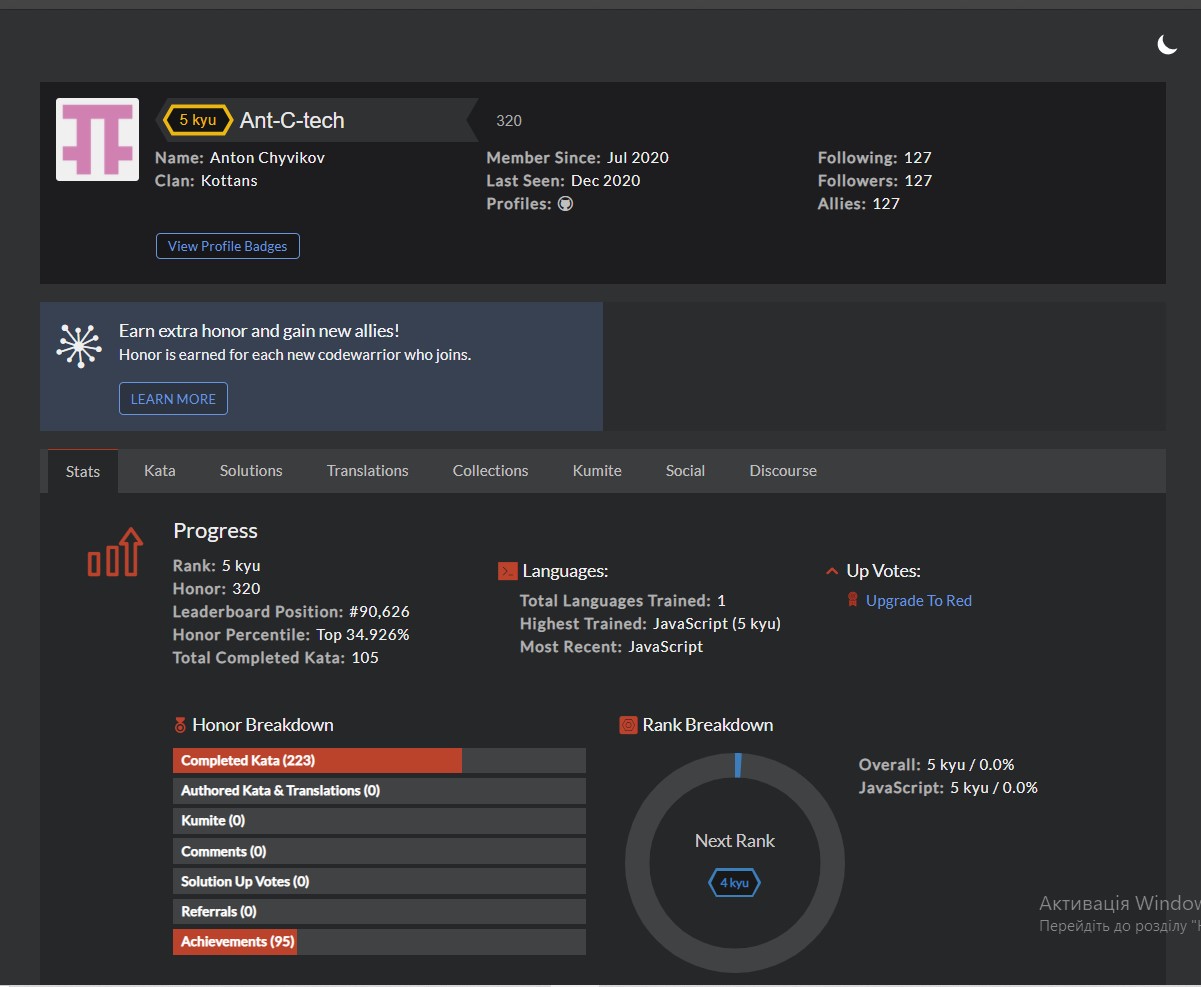 5 kyu Ant-C-tech 320
Name: Anton Chyvikov
Clan: Kottans
Member Since: Jul 2020
Last Seen: Dec 2020
Profiles:
Following: 127
Followers: 127
Allies: 127
View Profile Badges
Earn extra honor and gain new allies!
Honor is earned for each new codewarrior who joins.
LEARN MORE
Stats Kata Solutions Translations Collections Kumite Social Discourse
Progress
Rank: 5 kyu
Honor: 320
Leaderboard Position: #90,626
Honor Percentile: Top 34.926%
Total Completed Kata: 105
Languages:
Total Languages Trained: 1
Highest Trained: JavaScript (5 kyu)
Most Recent: JavaScript
Up Votes:
Upgrade To Red
Honor Breakdown
Completed Kata (223)
Authored Kata & Translations (0)
Kumite (0)
Comments (0)
Solution Up Votes (0)
Referrals (0)
Achievements (95)
Rank Breakdown
Next Rank
4 kyu
Overall: 5 kyu / 0.0%
JavaScript: 5 kyu / 0.0%
Активація Window
Перейдіть до розділу "